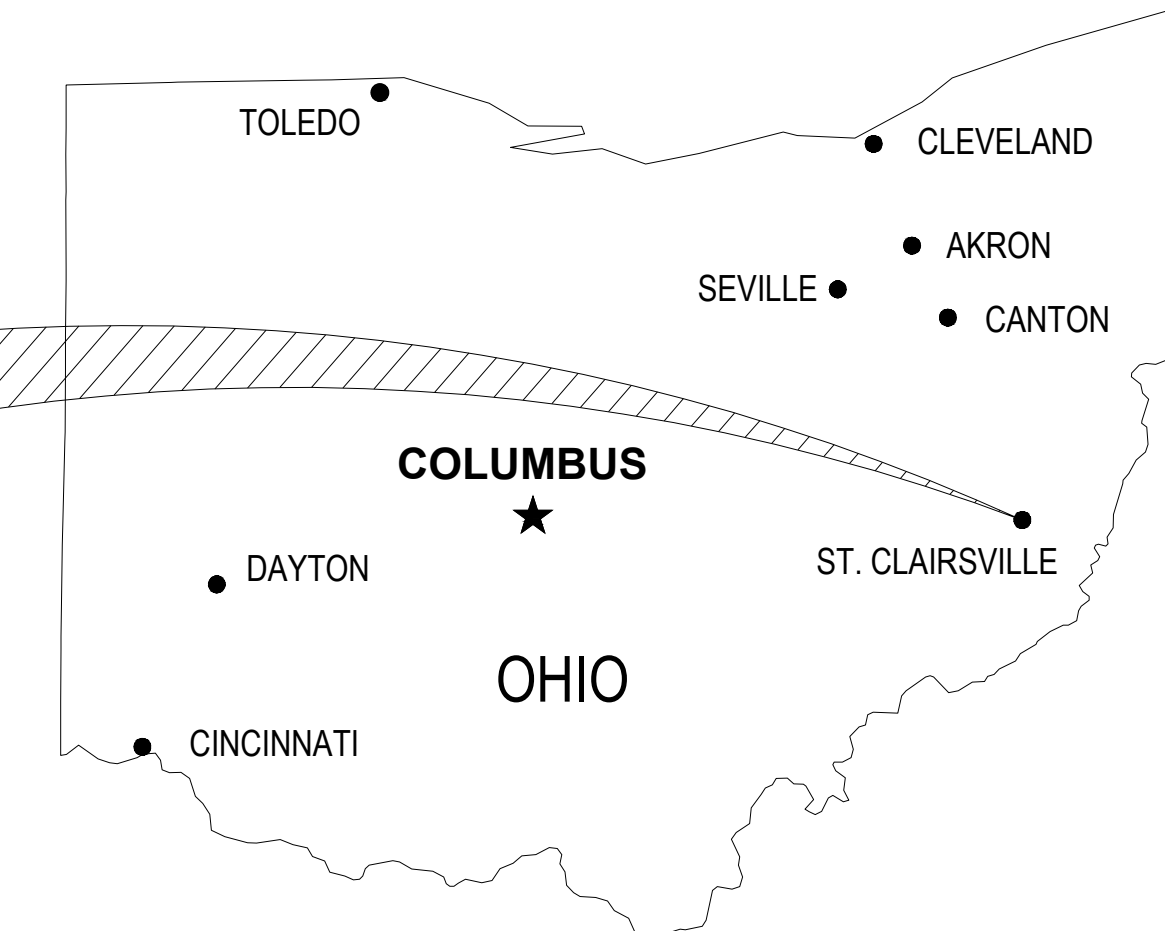 TOLEDO
CLEVELAND
AKRON
SEVILLE
CANTON
COLUMBUS
DAYTON
ST. CLAIRSVILLE
OHIO
CINCINNATI